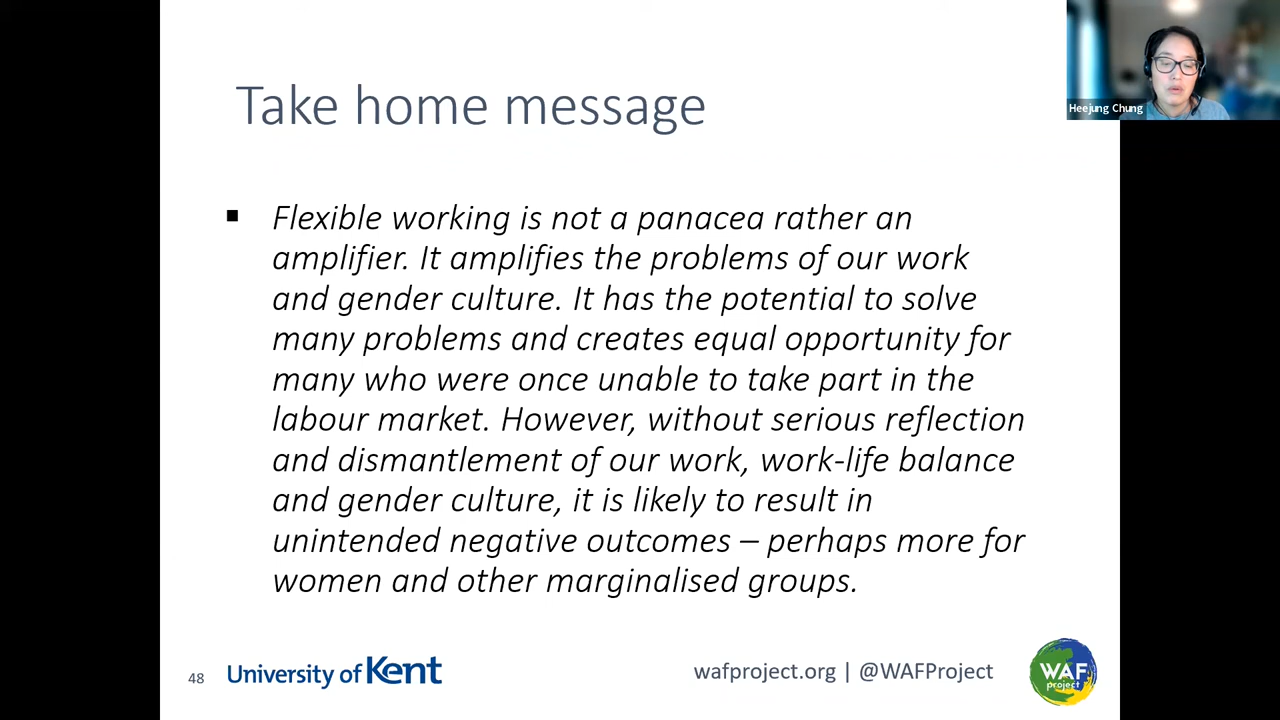 Take home message
Heejung Chung
▪ Flexible working is not a panacea rather an
amplifier. It amplifies the problems of our work
and gender culture. It has the potential to solve
many problems and creates equal opportunity for
many who were once unable to take part in the
labour market. However, without serious reflection
and dismantlement of our work, work-life balance
and gender culture, it is likely to result in
unintended negative outcomes – perhaps more for
women and other marginalised groups.
48
University of Kent
wafproject.org | @WAFProject
WAF
project